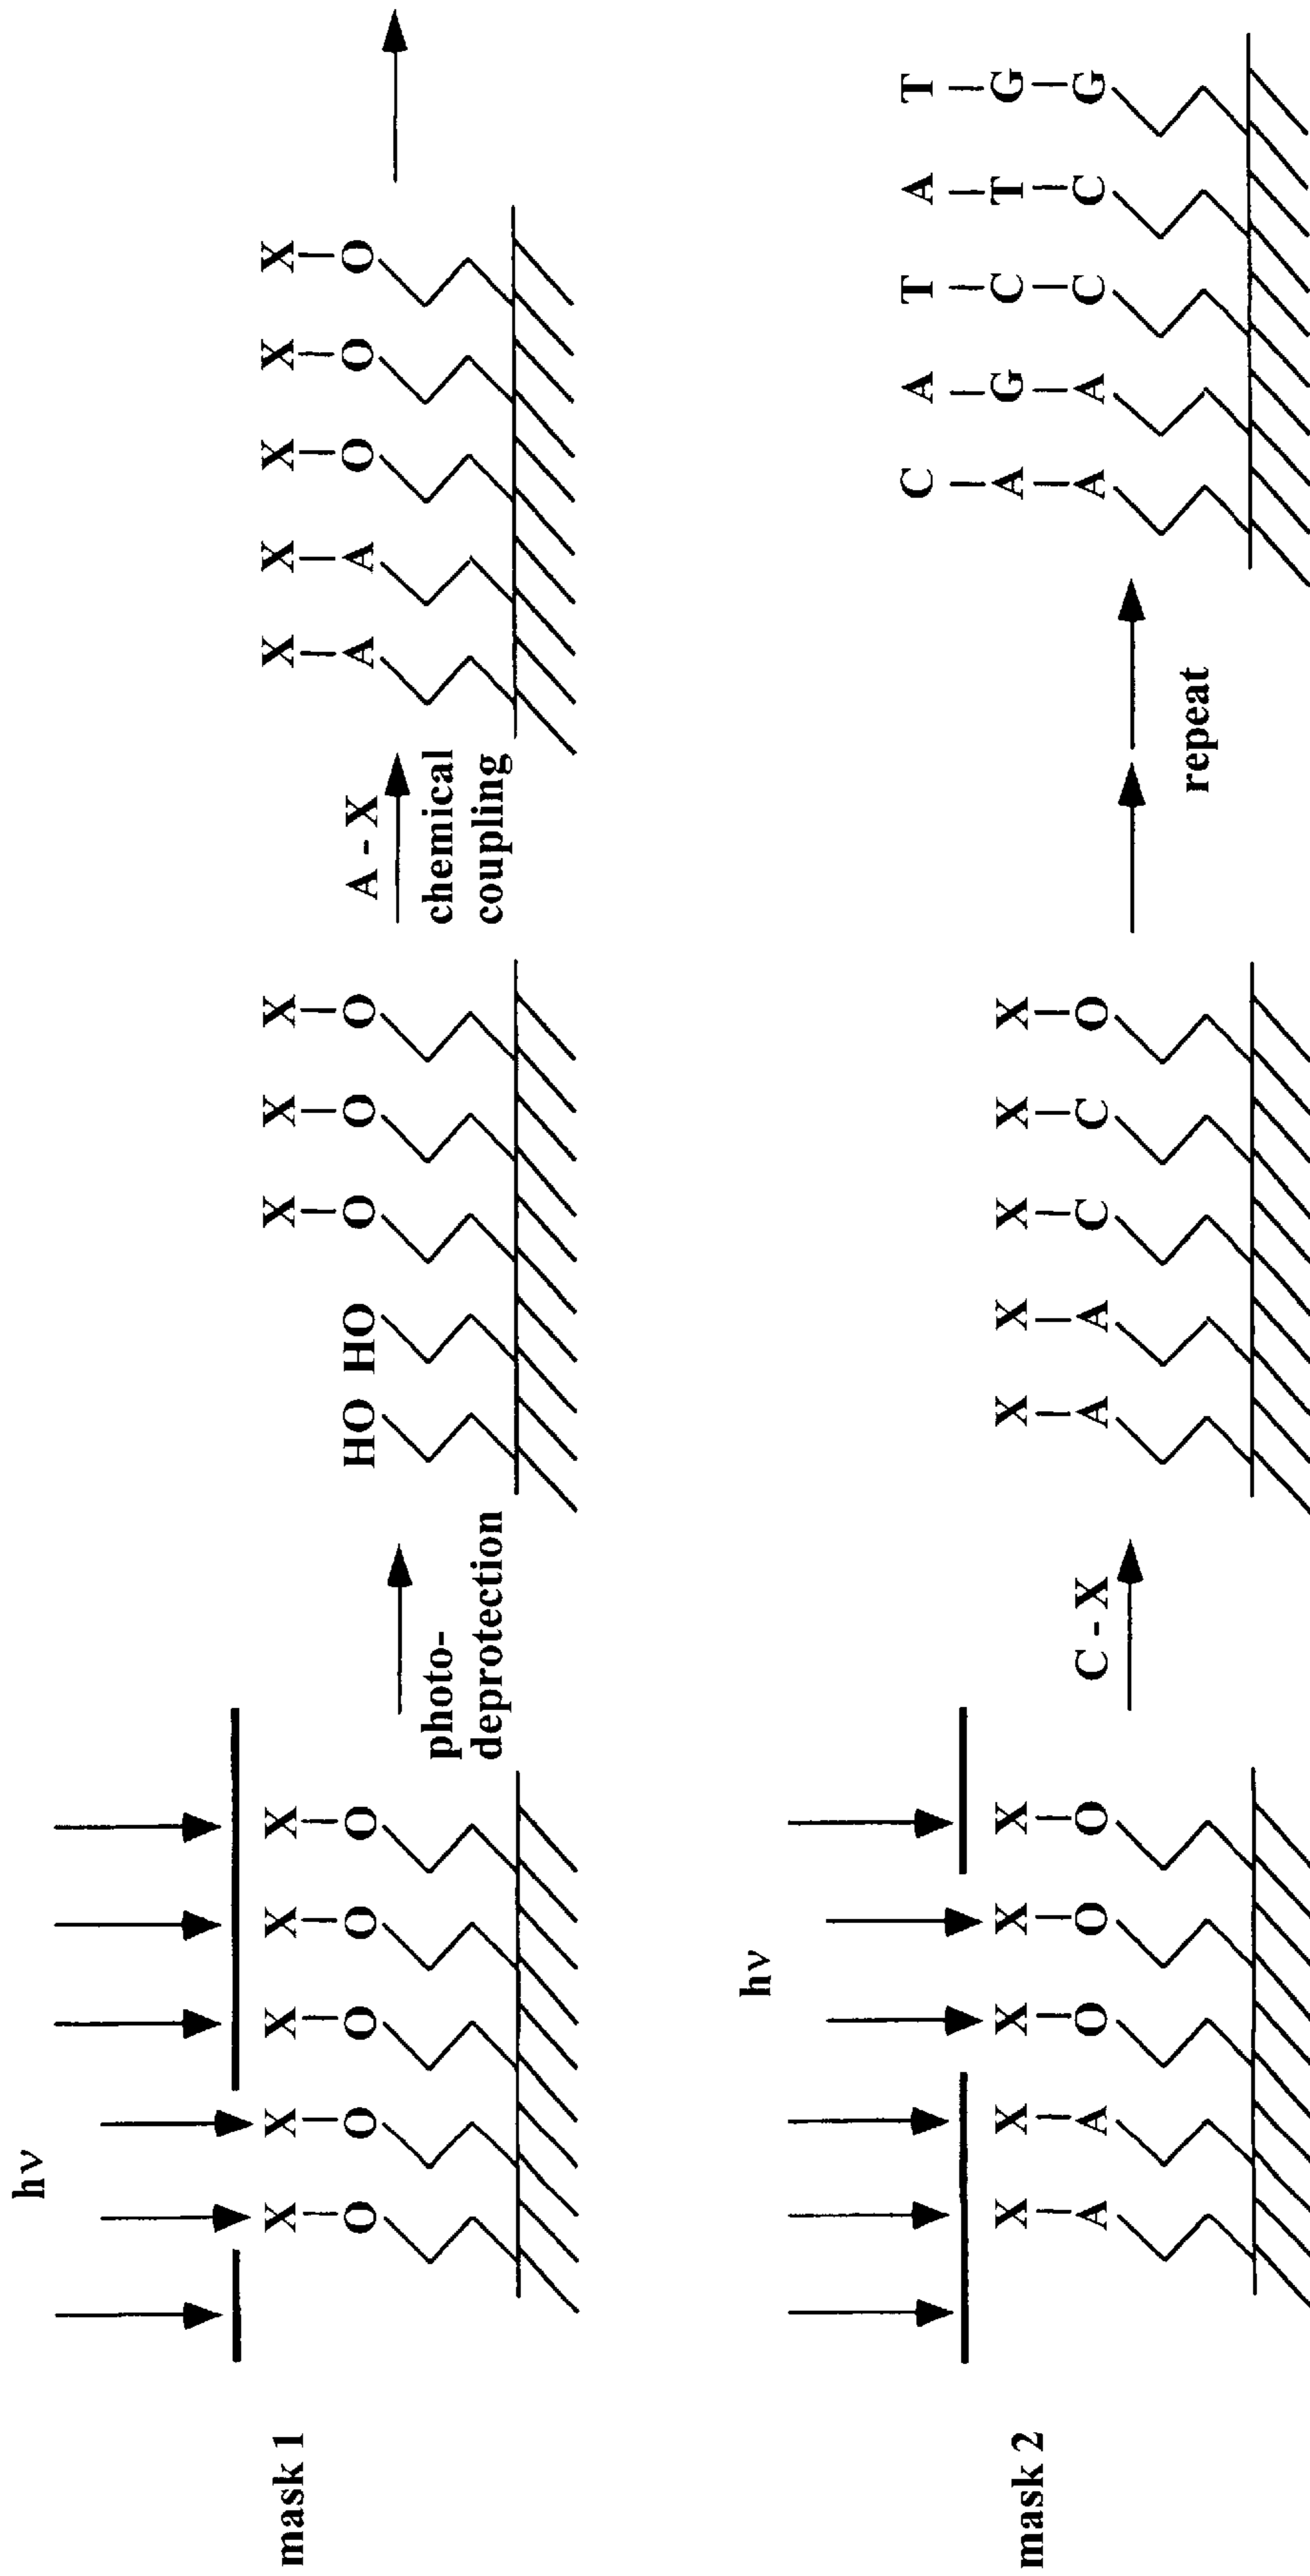 hν
mask 1
X X X X X
O O O O O
photo-
deprotection
X X X
HO HO O O O
A - X
chemical
coupling
X X X X X
A A O O O
hν
mask 2
X X X X X
A A O O O
C - X
X X X X X
A A C C O
repeat
C A T A T
A G C T G
A A C C G